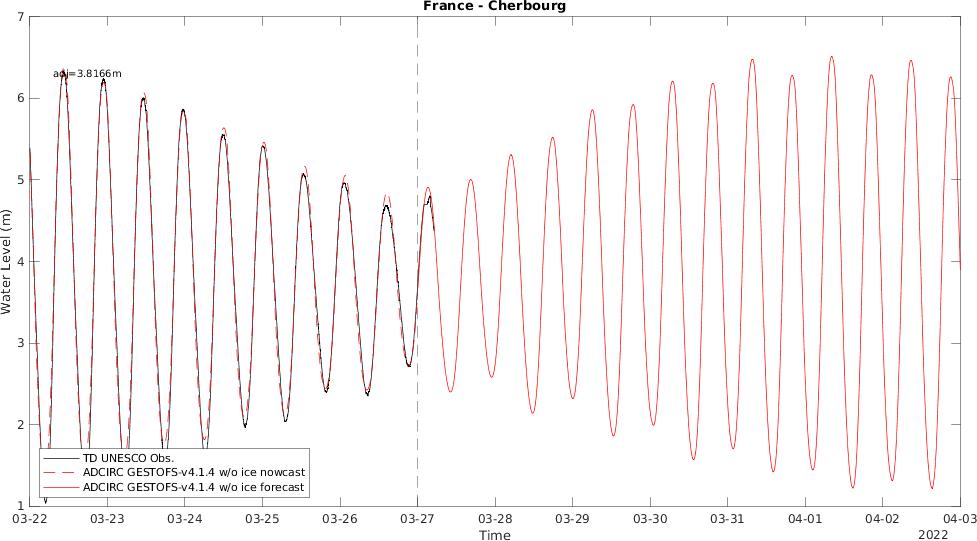 France - Cherbourg
7
adj=3.8166m
6
5
4
3
2
1
Water Level (m)
TD UNESCO Obs.
ADCIRC GESTOFS-v4.1.4 w/o ice nowcast
ADCIRC GESTOFS-v4.1.4 w/o ice forecast
03-22 03-23 03-24 03-25 03-26 03-27 03-28 03-29 03-30 03-31 04-01 04-02 04-03
Time
2022